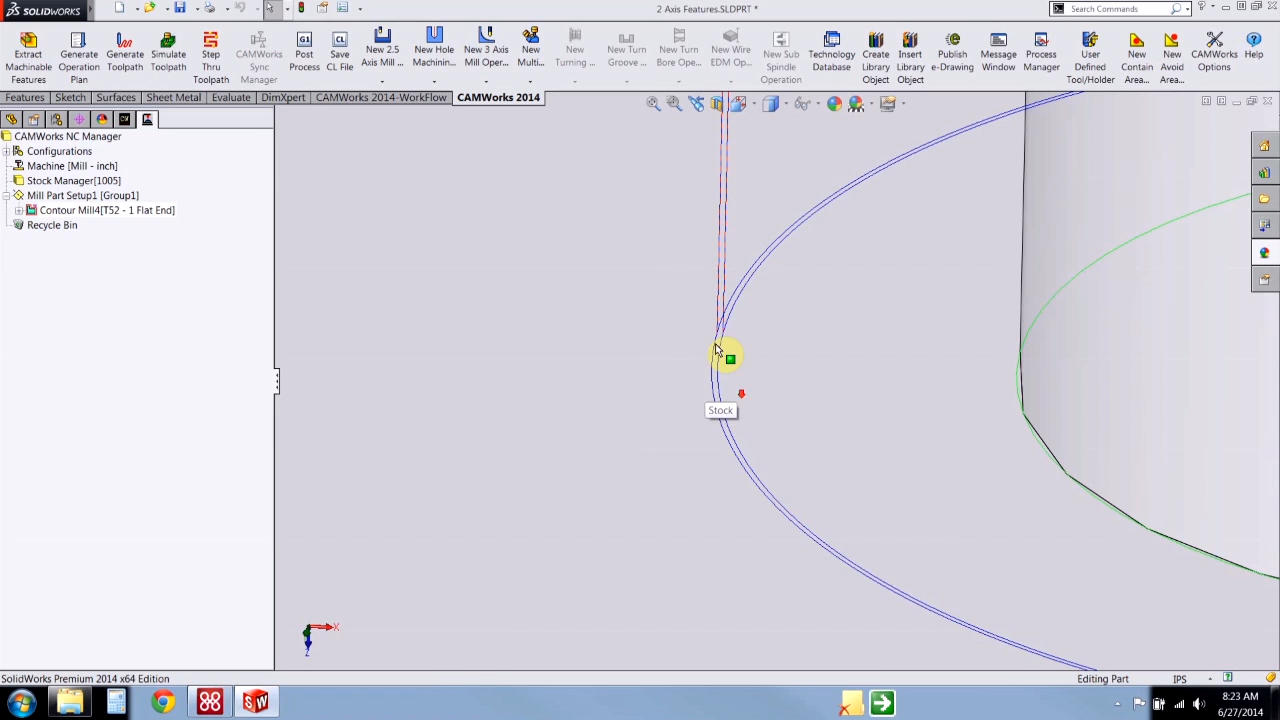 SOLIDWORKS
2 Axis Features.SLDPRT *
Search Commands
Extract Machinable Features
Generate Operation Plan
Generate Toolpath
Simulate Toolpath
Step Thru Toolpath
CAMWorks Sync Manager
Post Process
Save CL File
New 2.5 Axis Mill ...
New Hole Machinin...
New 3 Axis Mill Oper...
New Multi...
New Turning ...
New Turn Groove ...
New Turn Bore Ope...
New Wire EDM Op...
New Sub Spindle Operation
Technology Database
Create Library Object
Insert Library Object
Publish e-Drawing
Message Window
Process Manager
User Defined Tool/Holder
New Contain Area...
New Avoid Area...
CAMWorks Options
Help
Features
Sketch
Surfaces
Sheet Metal
Evaluate
DimXpert
CAMWorks 2014-WorkFlow
CAMWorks 2014
CAMWorks NC Manager
Configurations
Machine [Mill - inch]
Stock Manager[1005]
Mill Part Setup1 [Group1]
Contour Mill4[T52 - 1 Flat End]
Recycle Bin
Stock
X
Z
SolidWorks Premium 2014 x64 Edition
Editing Part
IPS
8:23 AM
6/27/2014